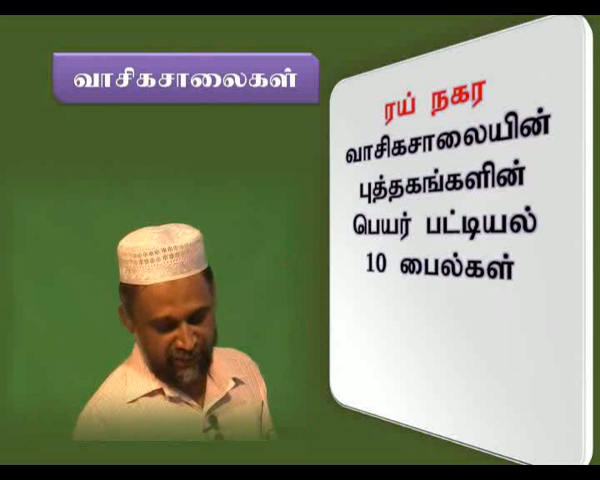 வாசிகசாலைகள்
ரய் நகர
வாசிகசாலையின்
புத்தகங்களின்
பெயர் பட்டியல்
10 பைல்கள்